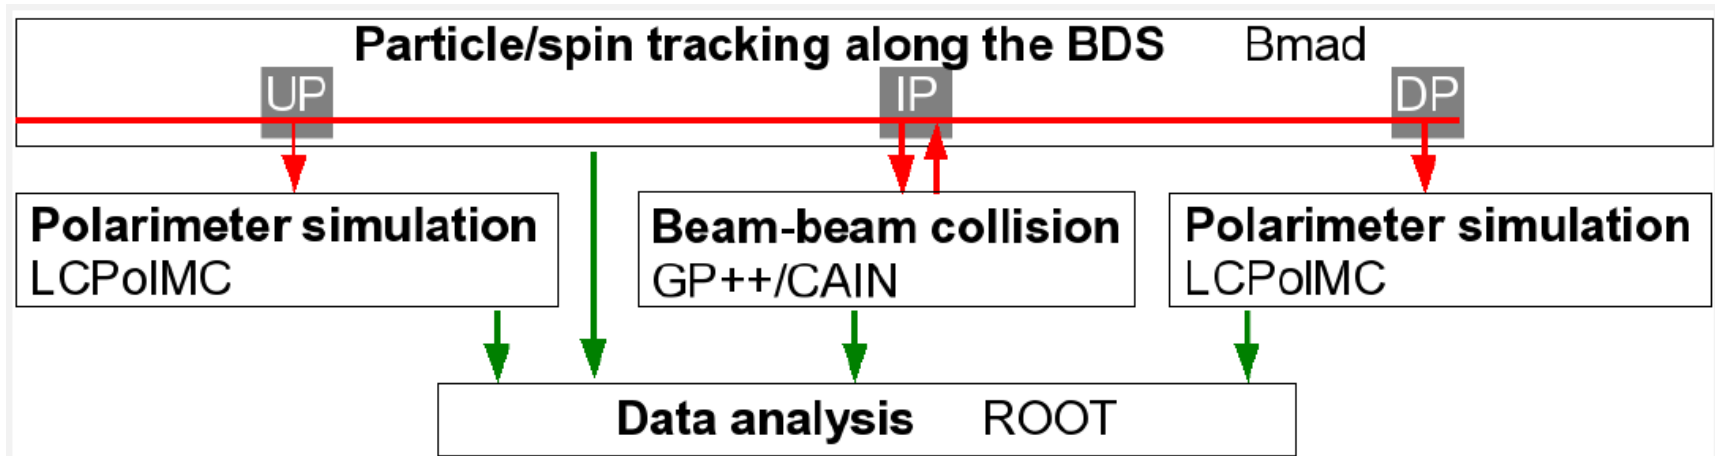 Particle/spin tracking along the BDS Bmad
UP IP DP
Polarimeter simulation
LCPolMC
Beam-beam collision
GP++/CAIN
Polarimeter simulation
LCPolMC
Data analysis ROOT